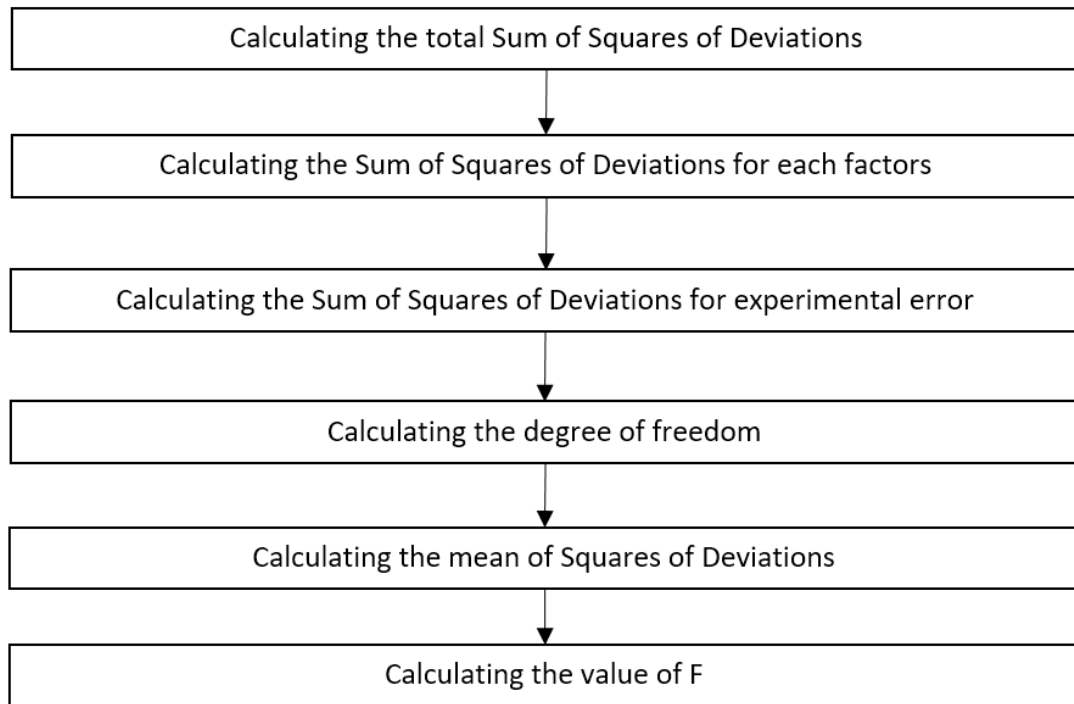 Calculating the total Sum of Squares of Deviations
Calculating the Sum of Squares of Deviations for each factors
Calculating the Sum of Squares of Deviations for experimental error
Calculating the degree of freedom
Calculating the mean of Squares of Deviations
Calculating the value of F